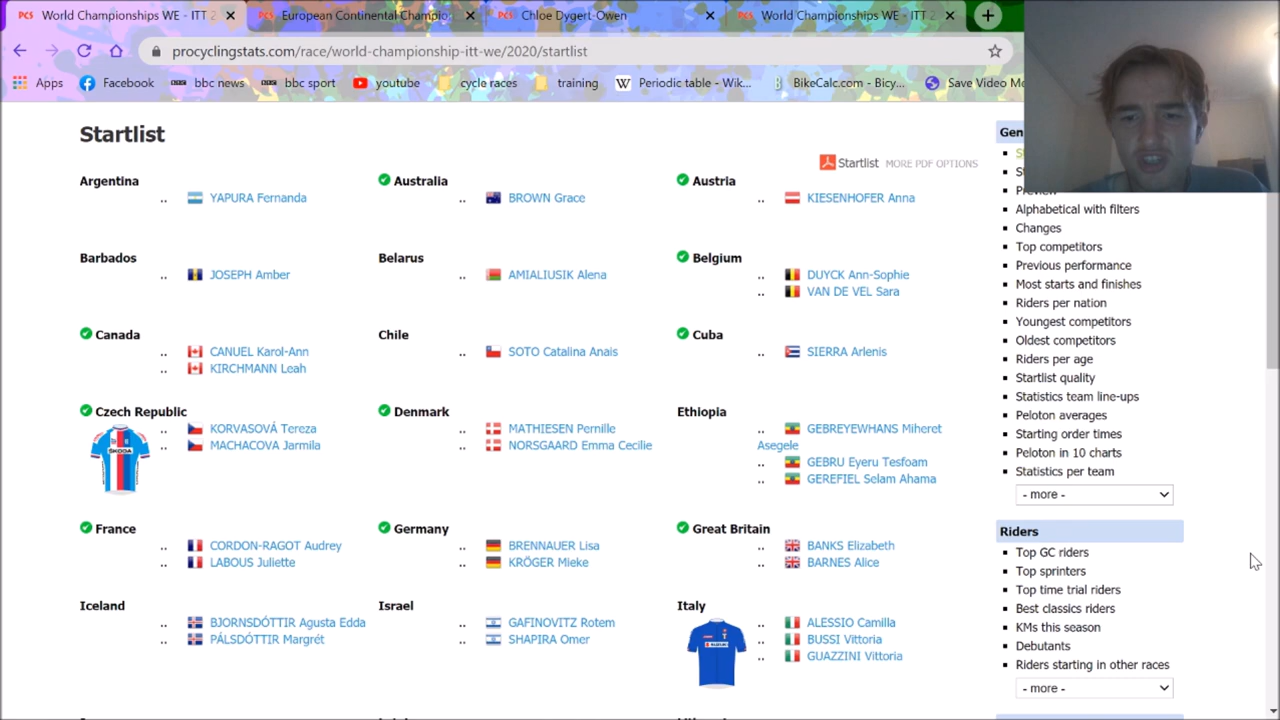 World Championships WE - ITT 2
European Continental Champio
Chloe Dygert-Owen
World Championships WE - ITT 2
procyclingstats.com/race/world-championship-itt-we/2020/startlist
Apps
Facebook
bbc news
bbc sport
youtube
cycle races
training
Periodic table - Wik...
BikeCalc.com - Bicy...
Save Video Me
Startlist
Startlist MORE PDF OPTIONS
Argentina
.. YAPURA Fernanda
Australia
.. BROWN Grace
Austria
.. KIESENHOFER Anna
Barbados
.. JOSEPH Amber
Belarus
.. AMIALIUSIK Alena
Belgium
.. DUYCK Ann-Sophie
.. VAN DE VEL Sara
Canada
.. CANUEL Karol-Ann
.. KIRCHMANN Leah
Chile
.. SOTO Catalina Anais
Cuba
.. SIERRA Arlenis
Czech Republic
.. KORVASOVÁ Tereza
.. MACHACOVA Jarmila
ŠKODA
Denmark
.. MATHIESEN Pernille
.. NORSGAARD Emma Cecilie
Ethiopia
.. GEBREYEWHANS Miheret
Asegele
.. GEBRU Eyeru Tesfoam
.. GEREFIEL Selam Ahama
France
.. CORDON-RAGOT Audrey
.. LABOUS Juliette
Germany
.. BRENNAUER Lisa
.. KRÖGER Mieke
Great Britain
.. BANKS Elizabeth
.. BARNES Alice
Iceland
.. BJORNSDÓTTIR Agusta Edda
.. PÁLSDÓTTIR Margrét
Israel
.. GAFINOVITZ Rotem
.. SHAPIRA Omer
Italy
.. ALESSIO Camilla
.. BUSSI Vittoria
.. GUAZZINI Vittoria
SUZUKI
Gen
Preview
Alphabetical with filters
Changes
Top competitors
Previous performance
Most starts and finishes
Riders per nation
Youngest competitors
Oldest competitors
Riders per age
Startlist quality
Statistics team line-ups
Peloton averages
Starting order times
Peloton in 10 charts
Statistics per team
- more -
Riders
Top GC riders
Top sprinters
Top time trial riders
Best classics riders
KMs this season
Debutants
Riders starting in other races
- more -